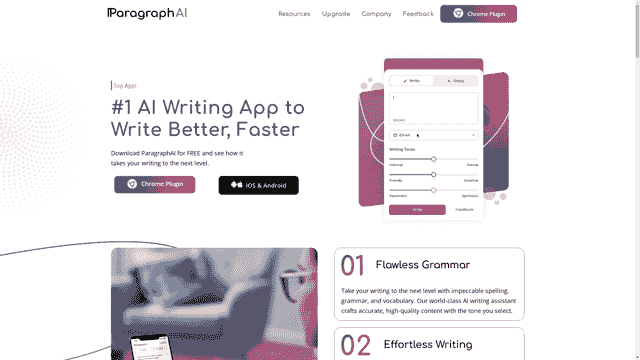 ParagraphAI
Resources Upgrade Company Feedback Chrome Plugin
Top App!
#1 AI Writing App to
Write Better, Faster
Download ParagraphAI for FREE and see how it
takes your writing to the next level.
Chrome Plugin iOS & Android
Write Reply
Email
Writing Tones
Informal Formal
Friendly Assertive
Pessimistic Optimistic
Write Feedback
01 Flawless Grammar
Take your writing to the next level with impeccable spelling,
grammar, and vocabulary. Our world-class AI writing assistant
crafts accurate, high-quality content with the tone you select.
02 Effortless Writing